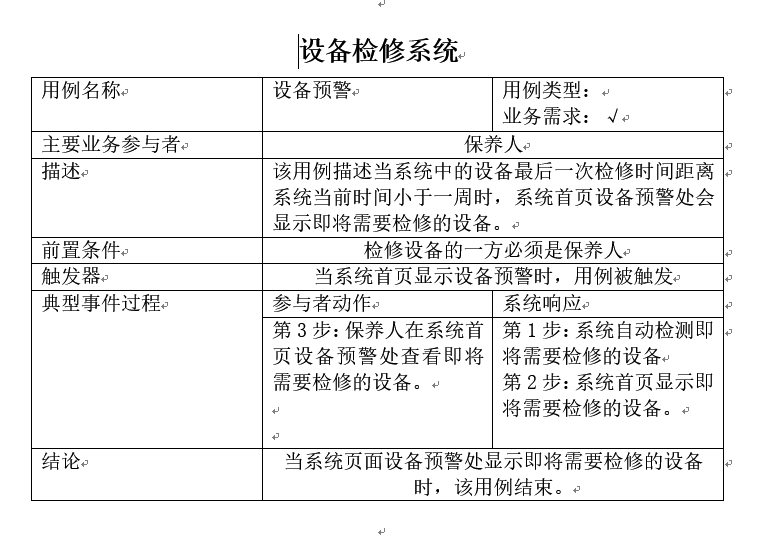 设备检修系统
用例名称
设备预警
用例类型：
业务需求：√
主要业务参与者
保养人
描述
该用例描述当系统中的设备最后一次检修时间距离
系统当前时间小于一周时，系统首页设备预警处会
显示即将需要检修的设备。
前置条件
检修设备的一方必须是保养人
触发器
当系统首页显示设备预警时，用例被触发
典型事件过程
参与者动作
系统响应
第 3 步：保养人在系统首
页设备预警处查看即将
需要检修的设备。
第 1 步：系统自动检测即
将需要检修的设备
第 2 步：系统首页显示即
将需要检修的设备。
结论
当系统页面设备预警处显示即将需要检修的设备
时，该用例结束。